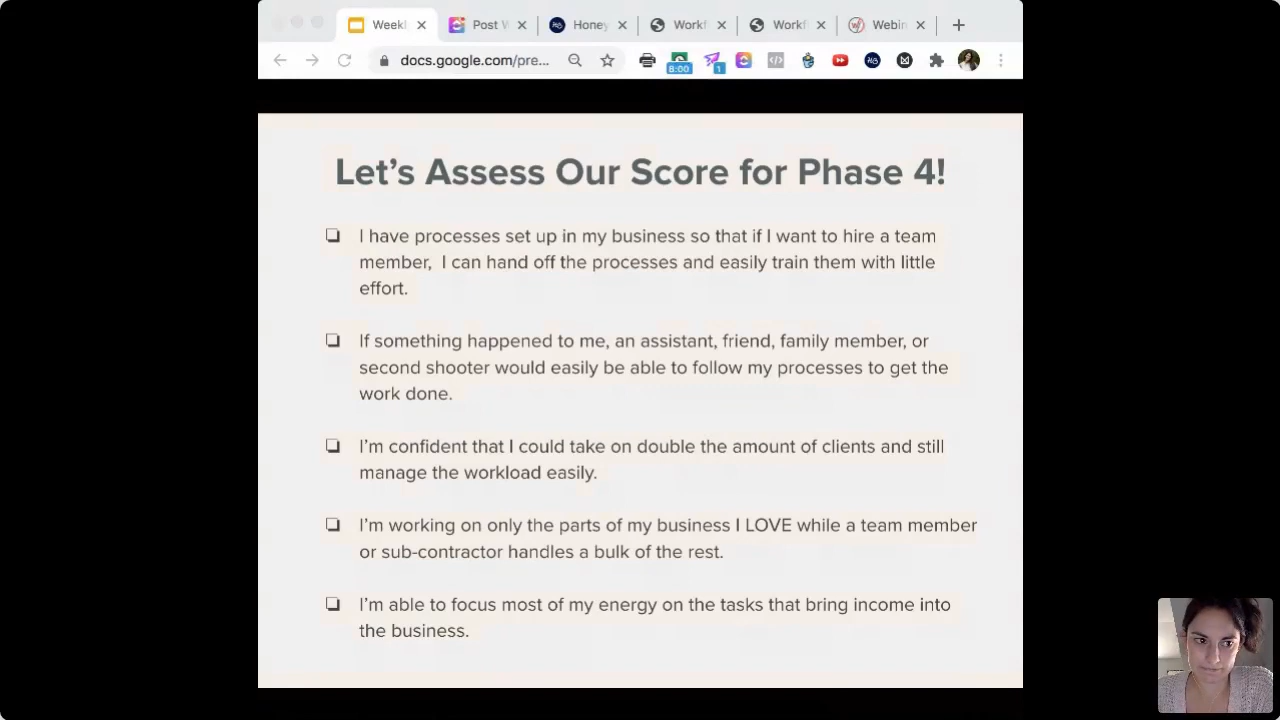 Weekl
Post W
Honey
Workf
Workf
Webin
docs.google.com/pre...
8:00
1
Let's Assess Our Score for Phase 4!
I have processes set up in my business so that if I want to hire a team
member, I can hand off the processes and easily train them with little
effort.
If something happened to me, an assistant, friend, family member, or
second shooter would easily be able to follow my processes to get the
work done.
I'm confident that I could take on double the amount of clients and still
manage the workload easily.
I'm working on only the parts of my business I LOVE while a team member
or sub-contractor handles a bulk of the rest.
I'm able to focus most of my energy on the tasks that bring income into
the business.